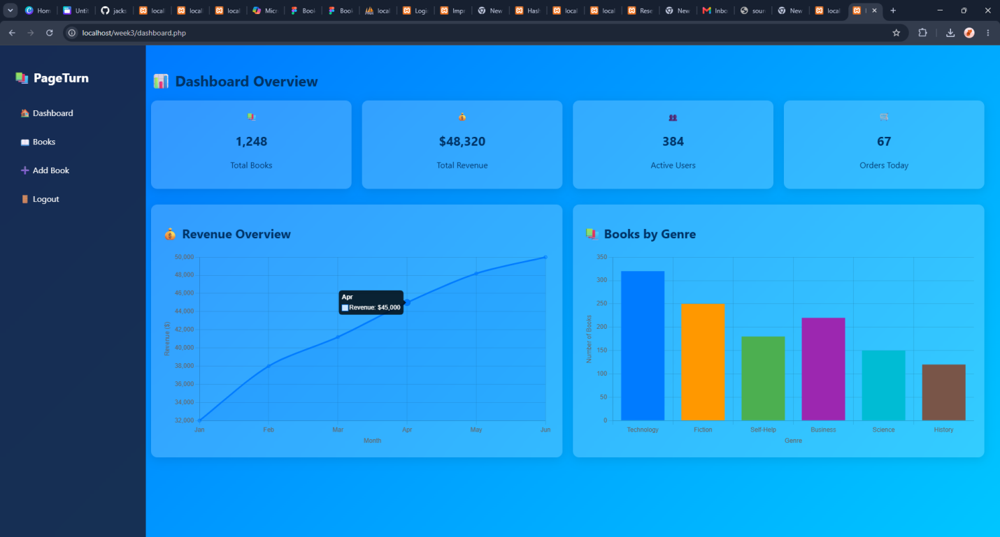 Hom
Untit
jacks
local
local
local
Micr
Book
Book
local
Logi
Impr
New
Hash
local
local
Rese
New
Inbo
sour
New
local
localhost/week3/dashboard.php
PageTurn
Dashboard
Books
Add Book
Logout
Dashboard Overview
1,248
Total Books
$48,320
Total Revenue
384
Active Users
67
Orders Today
Revenue Overview
50,000
48,000
46,000
44,000
42,000
40,000
38,000
36,000
34,000
32,000
Revenue ($)
Apr
Revenue: $45,000
Jan Feb Mar Apr May Jun
Month
Books by Genre
350
300
250
200
150
100
50
0
Number of Books
Technology Fiction Self-Help Business Science History
Genre